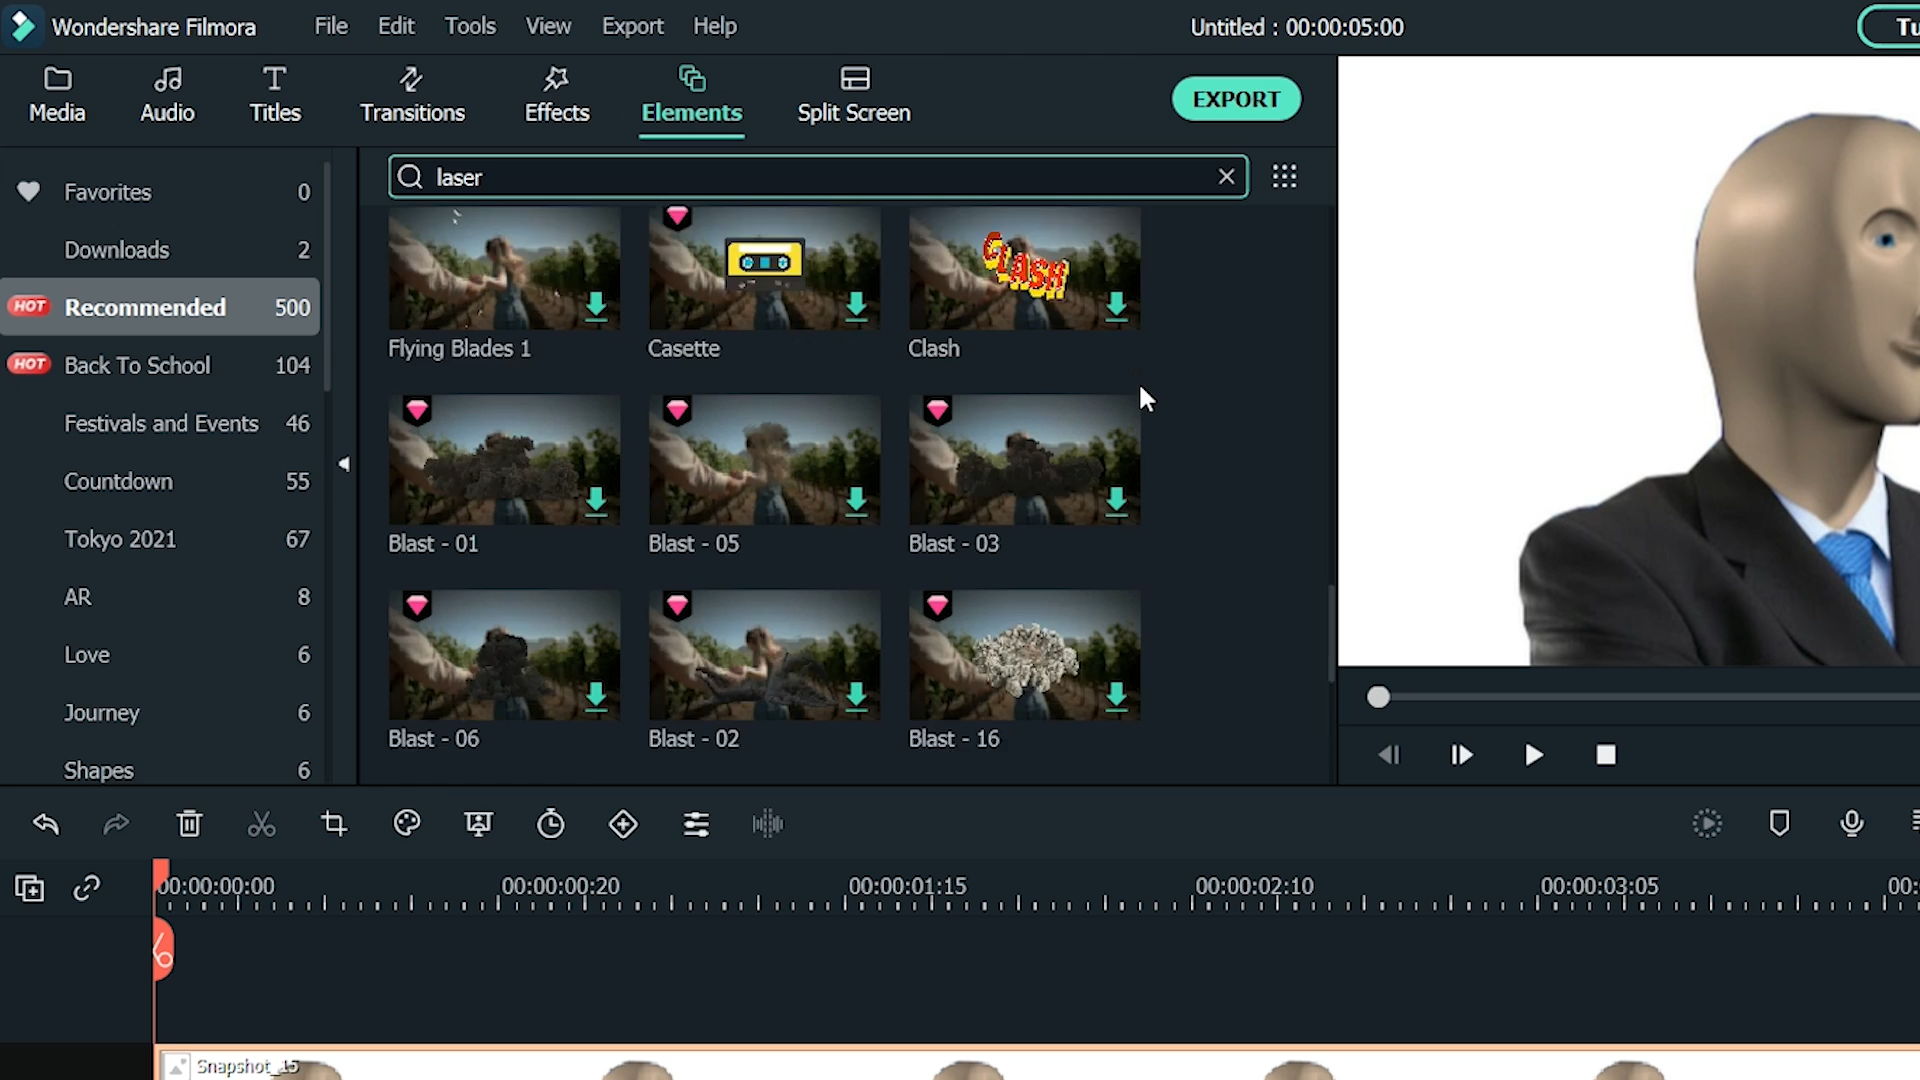 Wondershare Filmora File Edit Tools View Export Help Untitled : 00:00:05:00
Media Audio Titles Transitions Effects Elements Split Screen EXPORT
laser
Favorites 0
Downloads 2
HOT Recommended 500
HOT Back To School 104
Festivals and Events 46
Countdown 55
Tokyo 2021 67
AR 8
Love 6
Journey 6
Shapes 6
CLASH
Flying Blades 1 Casette Clash
Blast - 01 Blast - 05 Blast - 03
Blast - 06 Blast - 02 Blast - 16
00:00:00:00 00:00:00:20 00:00:01:15 00:00:02:10 00:00:03:05
Snapshot_15